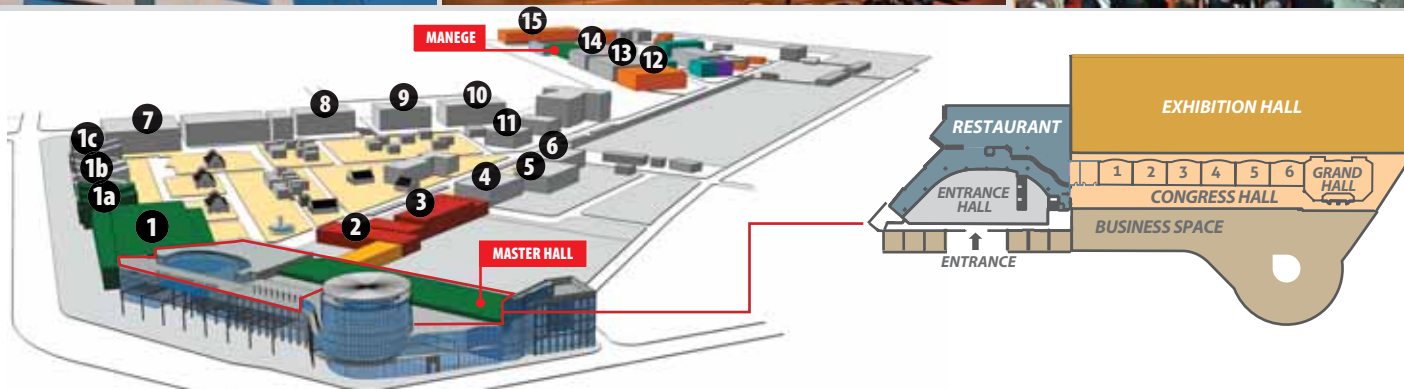 15
MANEGE
14
13
12
7
8
9
10
11
1c
1b
1a
6
5
4
3
2
1
MASTER HALL
EXHIBITION HALL
RESTAURANT
1 2 3 4 5 6
GRAND
HALL
ENTRANCE
HALL
CONGRESS HALL
BUSINESS SPACE
ENTRANCE